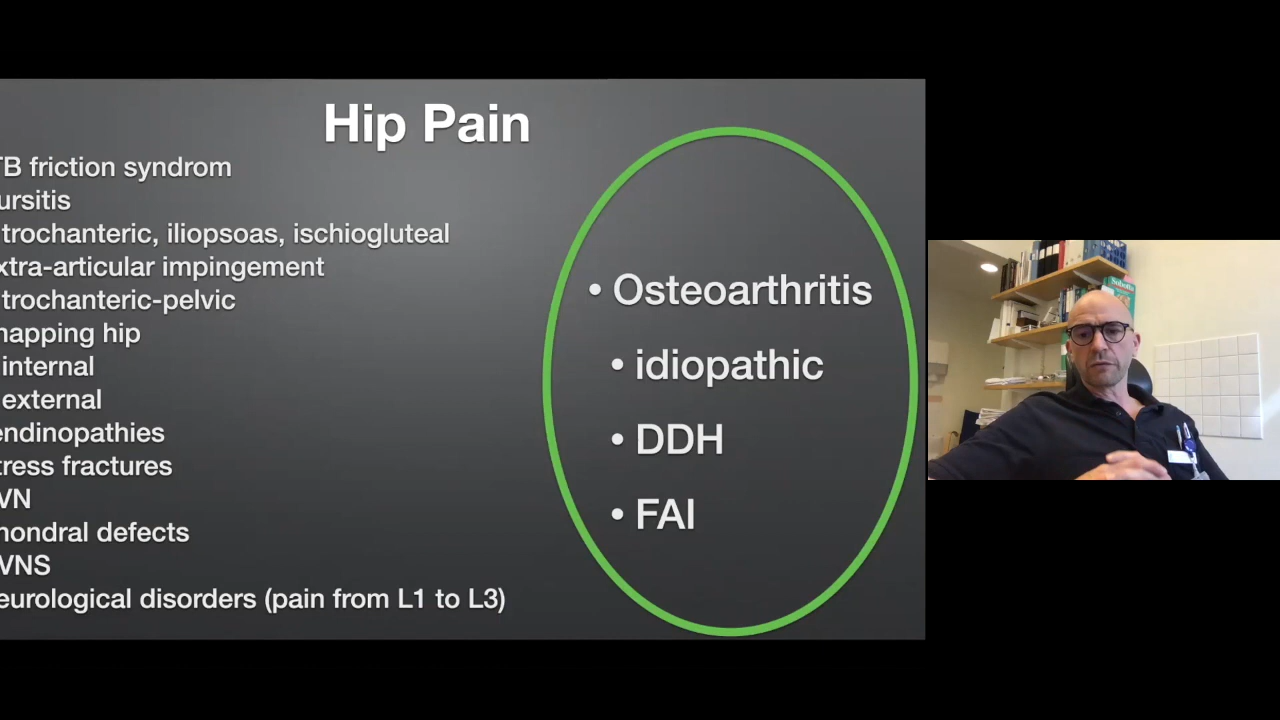 Hip Pain
TB friction syndrom
ursitis
trochanteric, iliopsoas, ischiogluteal
xtra-articular impingement
trochanteric-pelvic
napping hip
internal
external
endinopathies
tress fractures
VN
hondral defects
VNS
eurological disorders (pain from L1 to L3)
• Osteoarthritis
• idiopathic
• DDH
• FAI
Sobotta